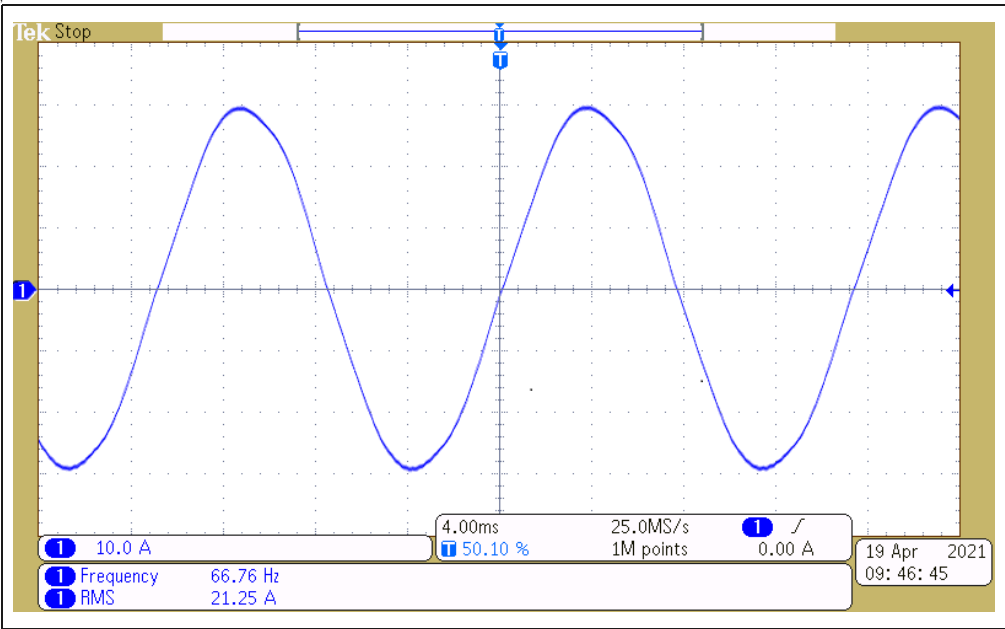 Tek Stop
T
T
1
4.00ms 25.0MS/s 1 /
T 50.10 % 1M points 0.00 A
1 10.0 A
19 Apr 2021
09:46:45
1 Frequency 66.76 Hz
1 RMS 21.25 A